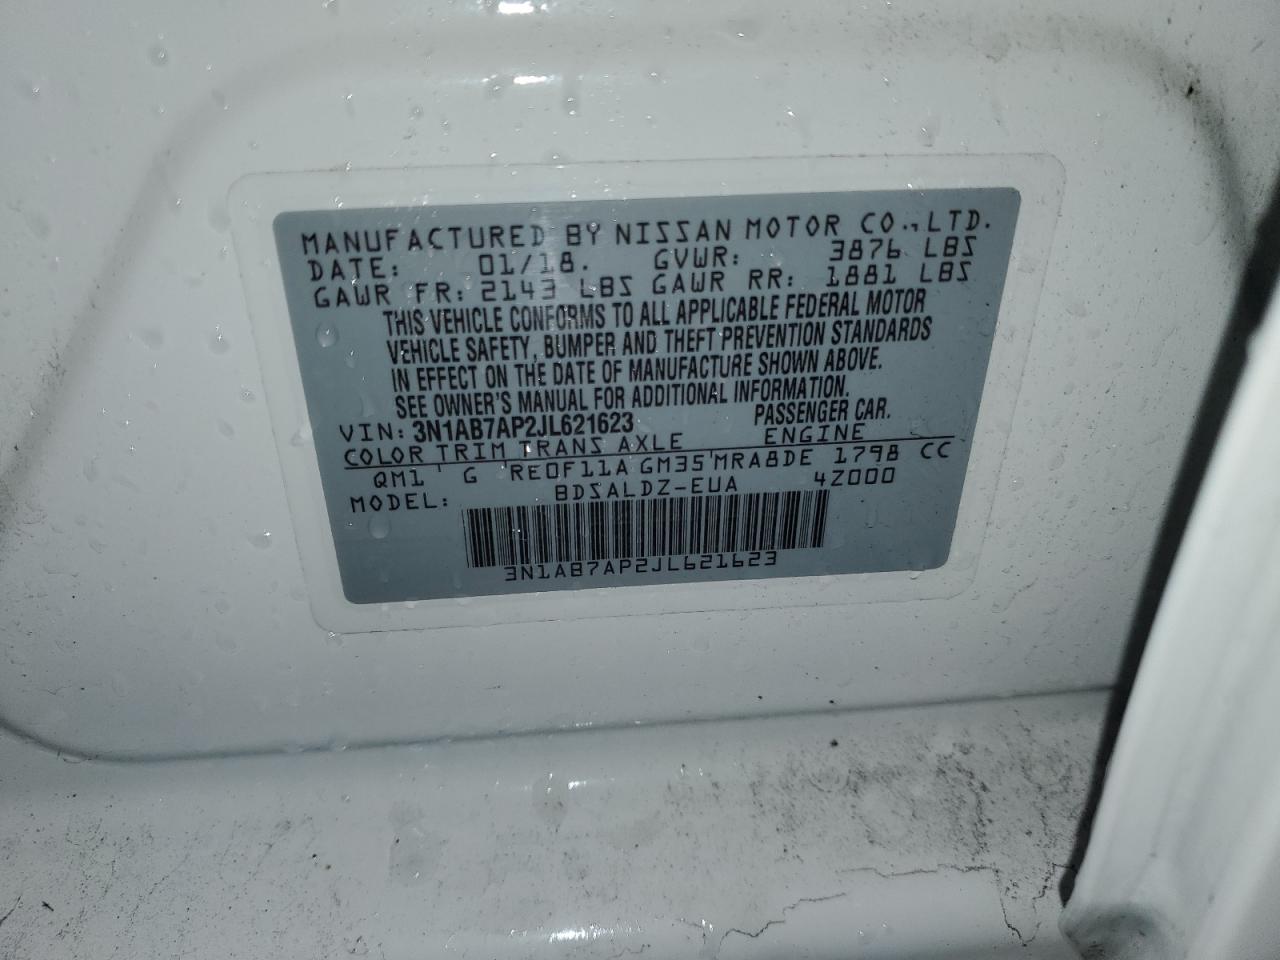 MANUFACTURED BY NISSAN MOTOR CO., LTD.
DATE: 01/18. GVWR: 3876 LBS
GAWR FR: 2143 LBS GAWR RR: 1881 LBS
THIS VEHICLE CONFORMS TO ALL APPLICABLE FEDERAL MOTOR
VEHICLE SAFETY, BUMPER AND THEFT PREVENTION STANDARDS
IN EFFECT ON THE DATE OF MANUFACTURE SHOWN ABOVE.
SEE OWNER'S MANUAL FOR ADDITIONAL INFORMATION.
VIN: 3N1AB7AP2JL621623 PASSENGER CAR.
COLOR TRIM TRANS AXLE ENGINE
QM1 ' G 'RE0F11A GM35'MRA8DE 1798 CC
MODEL: BDSALDZ-EUA 4Z000
3N1AB7AP2JL621623